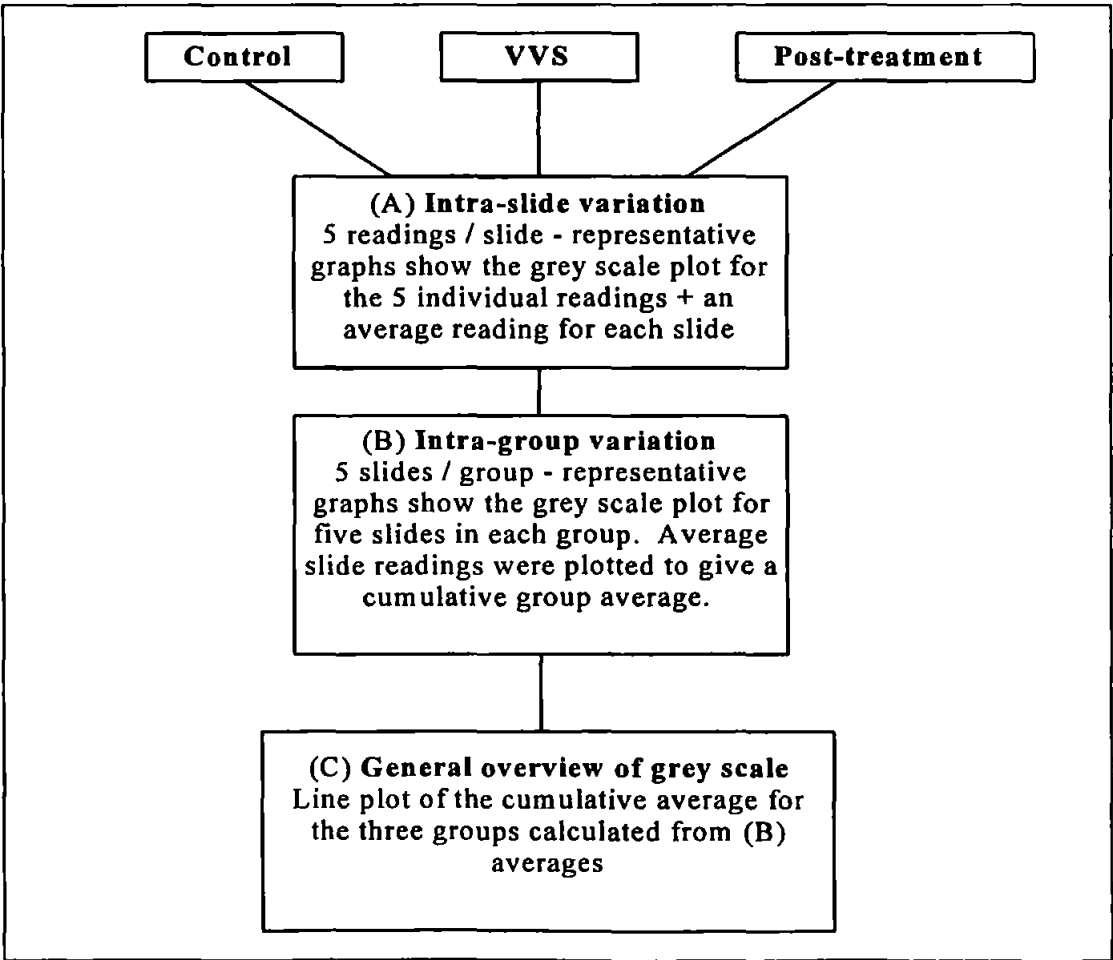 Control
VVS
Post-treatment
(A) Intra-slide variation
5 readings / slide - representative
graphs show the grey scale plot for
the 5 individual readings + an
average reading for each slide
(B) Intra-group variation
5 slides / group - representative
graphs show the grey scale plot for
five slides in each group. Average
slide readings were plotted to give a
cumulative group average.
(C) General overview of grey scale
Line plot of the cumulative average for
the three groups calculated from (B)
averages